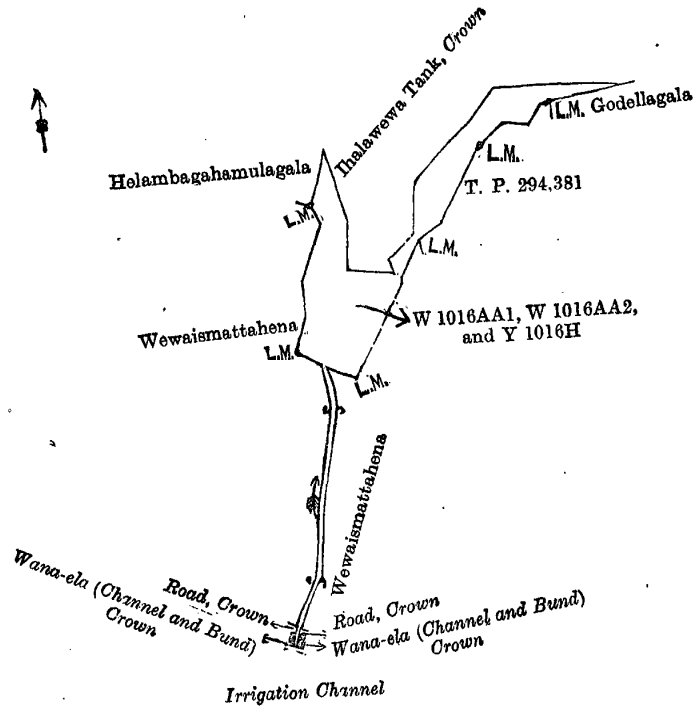 Ihalawewa Tank, Crown
L.M. Godellagala
L.M.
Helambagahamulagala
T. P. 294,381
L.M.
L.M.
W 1016AA1, W 1016AA2,
and Y 1016H
Wewaismattahena
L.M.
L.M.
Wewaismattahena
Road, Crown
Wana-ela (Channel and Bund)
Crown
Road, Crown
Wana-ela (Channel and Bund)
Crown
Irrigation Channel